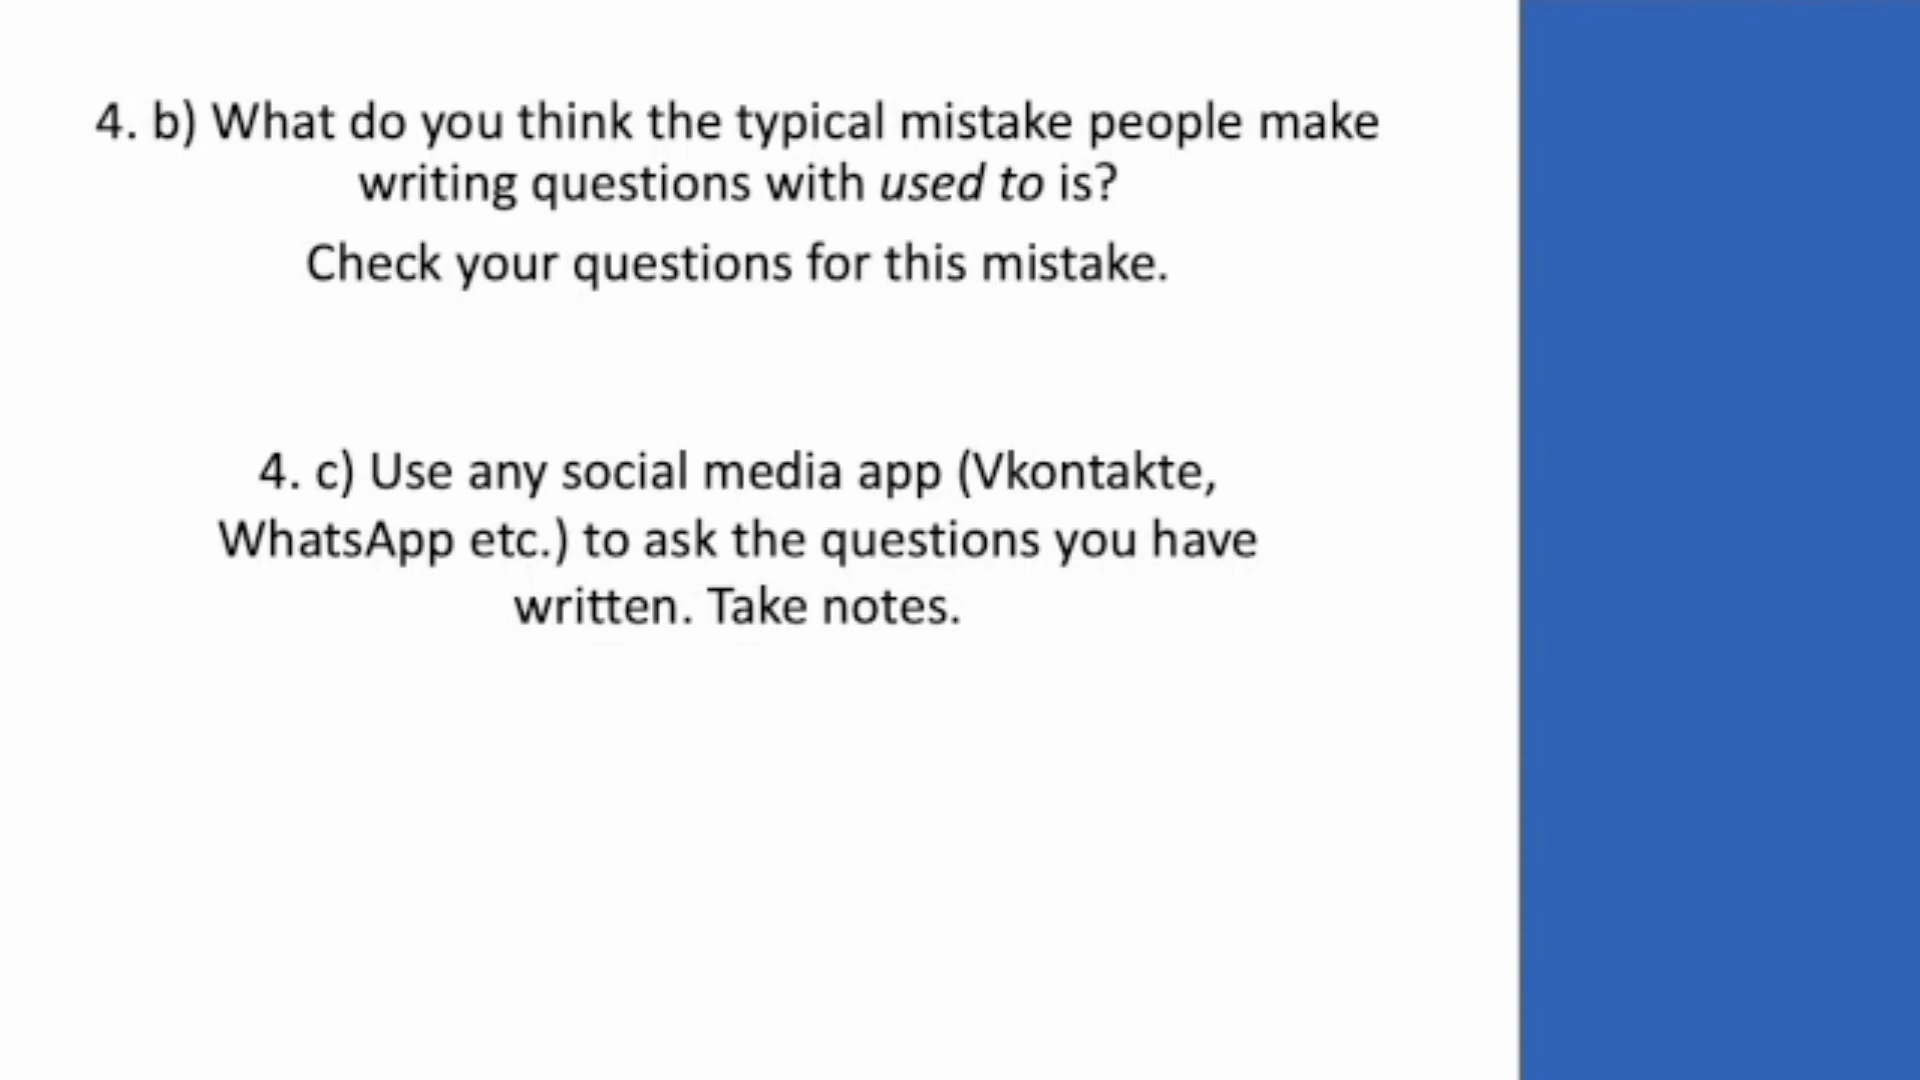 4. b) What do you think the typical mistake people make
writing questions with used to is?
Check your questions for this mistake.
4. c) Use any social media app (Vkontakte,
WhatsApp etc.) to ask the questions you have
written. Take notes.